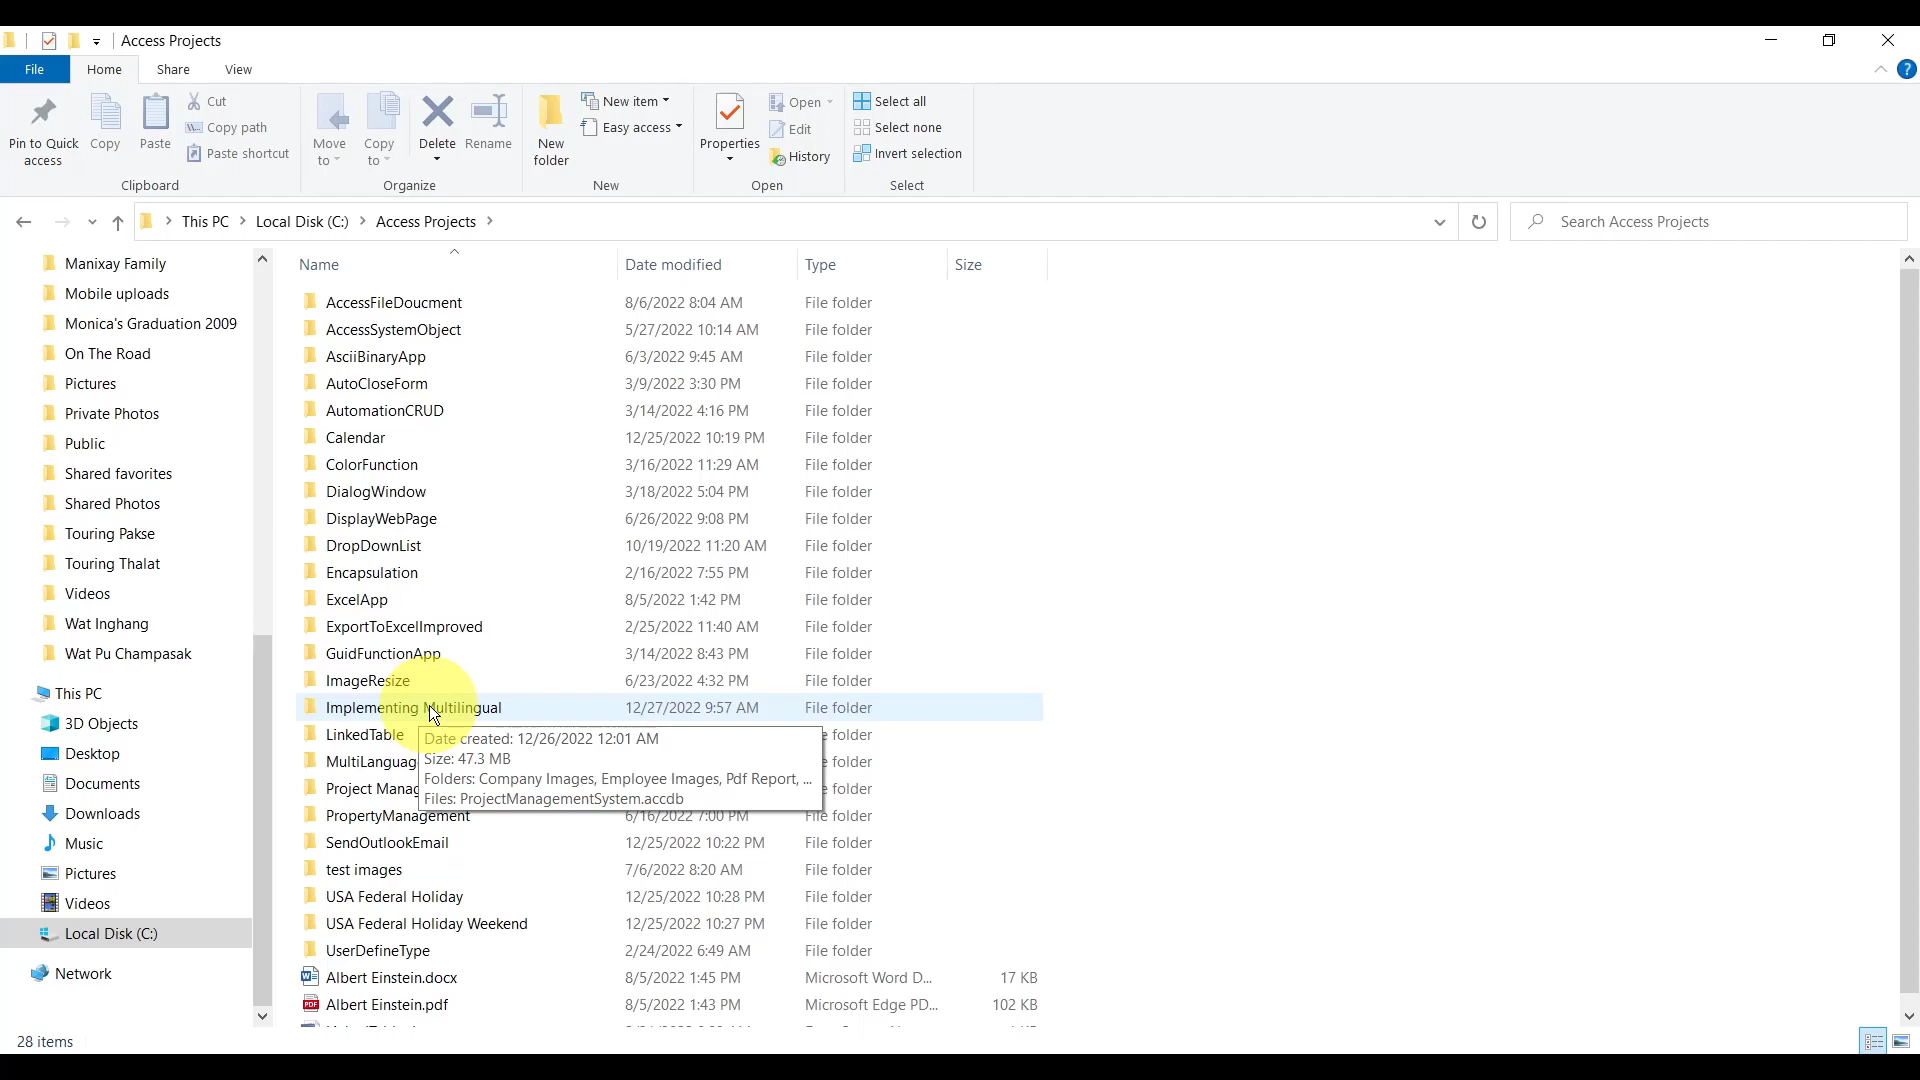 Access Projects
File Home Share View
Pin to Quick access
Copy
Paste
Cut
Copy path
Paste shortcut
Clipboard
Move to
Copy to
Delete
Rename
Organize
New folder
New item
Easy access
New
Properties
Open
Edit
History
Open
Select all
Select none
Invert selection
Select
This PC > Local Disk (C:) > Access Projects >
Search Access Projects
Manixay Family
Mobile uploads
Monica's Graduation 2009
On The Road
Pictures
Private Photos
Public
Shared favorites
Shared Photos
Touring Pakse
Touring Thalat
Videos
Wat Inghang
Wat Pu Champasak
This PC
3D Objects
Desktop
Documents
Downloads
Music
Pictures
Videos
Local Disk (C:)
Network
Name Date modified Type Size
AccessFileDoucment 8/6/2022 8:04 AM File folder
AccessSystemObject 5/27/2022 10:14 AM File folder
AsciiBinaryApp 6/3/2022 9:45 AM File folder
AutoCloseForm 3/9/2022 3:30 PM File folder
AutomationCRUD 3/14/2022 4:16 PM File folder
Calendar 12/25/2022 10:19 PM File folder
ColorFunction 3/16/2022 11:29 AM File folder
DialogWindow 3/18/2022 5:04 PM File folder
DisplayWebPage 6/26/2022 9:08 PM File folder
DropDownList 10/19/2022 11:20 AM File folder
Encapsulation 2/16/2022 7:55 PM File folder
ExcelApp 8/5/2022 1:42 PM File folder
ExportToExcelImproved 2/25/2022 11:40 AM File folder
GuidFunctionApp 3/14/2022 8:43 PM File folder
ImageResize 6/23/2022 4:32 PM File folder
Implementing Multilingual 12/27/2022 9:57 AM File folder
LinkedTable e folder
MultiLanguag e folder
Project Manag e folder
Date created: 12/26/2022 12:01 AM
Size: 47.3 MB
Folders: Company Images, Employee Images, Pdf Report, ...
Files: ProjectManagementSystem.accdb
PropertyManagement 6/16/2022 7:00 PM File folder
SendOutlookEmail 12/25/2022 10:22 PM File folder
test images 7/6/2022 8:20 AM File folder
USA Federal Holiday 12/25/2022 10:28 PM File folder
USA Federal Holiday Weekend 12/25/2022 10:27 PM File folder
UserDefineType 2/24/2022 6:49 AM File folder
Albert Einstein.docx 8/5/2022 1:45 PM Microsoft Word D... 17 KB
Albert Einstein.pdf 8/5/2022 1:43 PM Microsoft Edge PD... 102 KB
28 items